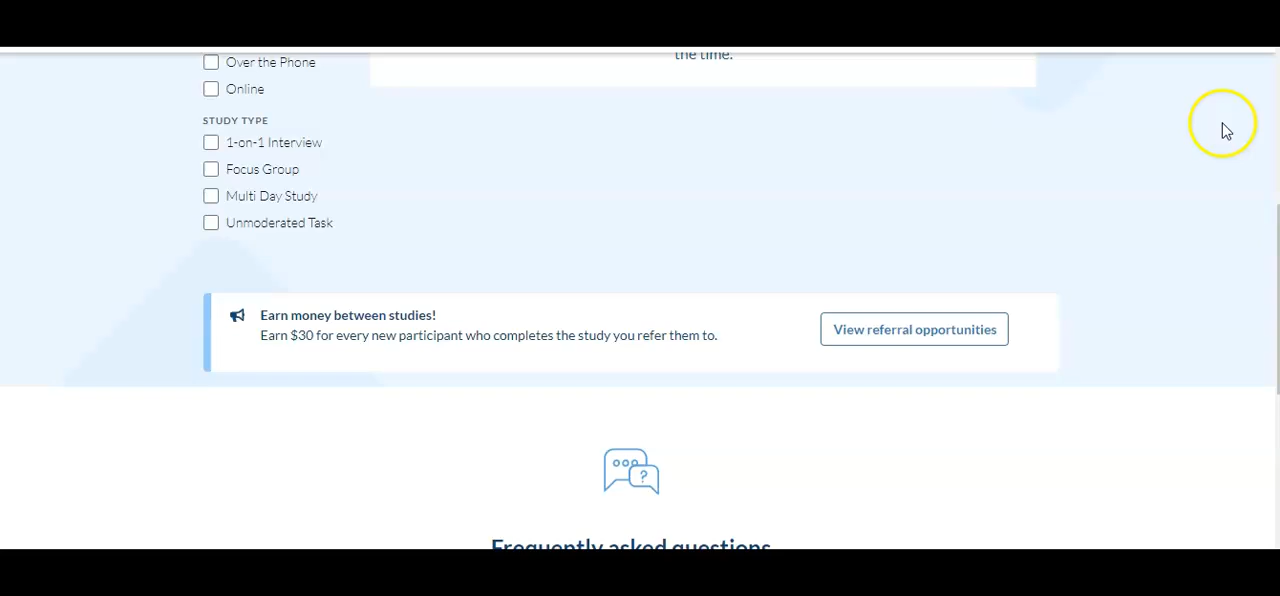 Over the Phone
the time.
Online
STUDY TYPE
1-on-1 Interview
Focus Group
Multi Day Study
Unmoderated Task
Earn money between studies!
Earn $30 for every new participant who completes the study you refer them to.
View referral opportunities
?
Frequently asked questions